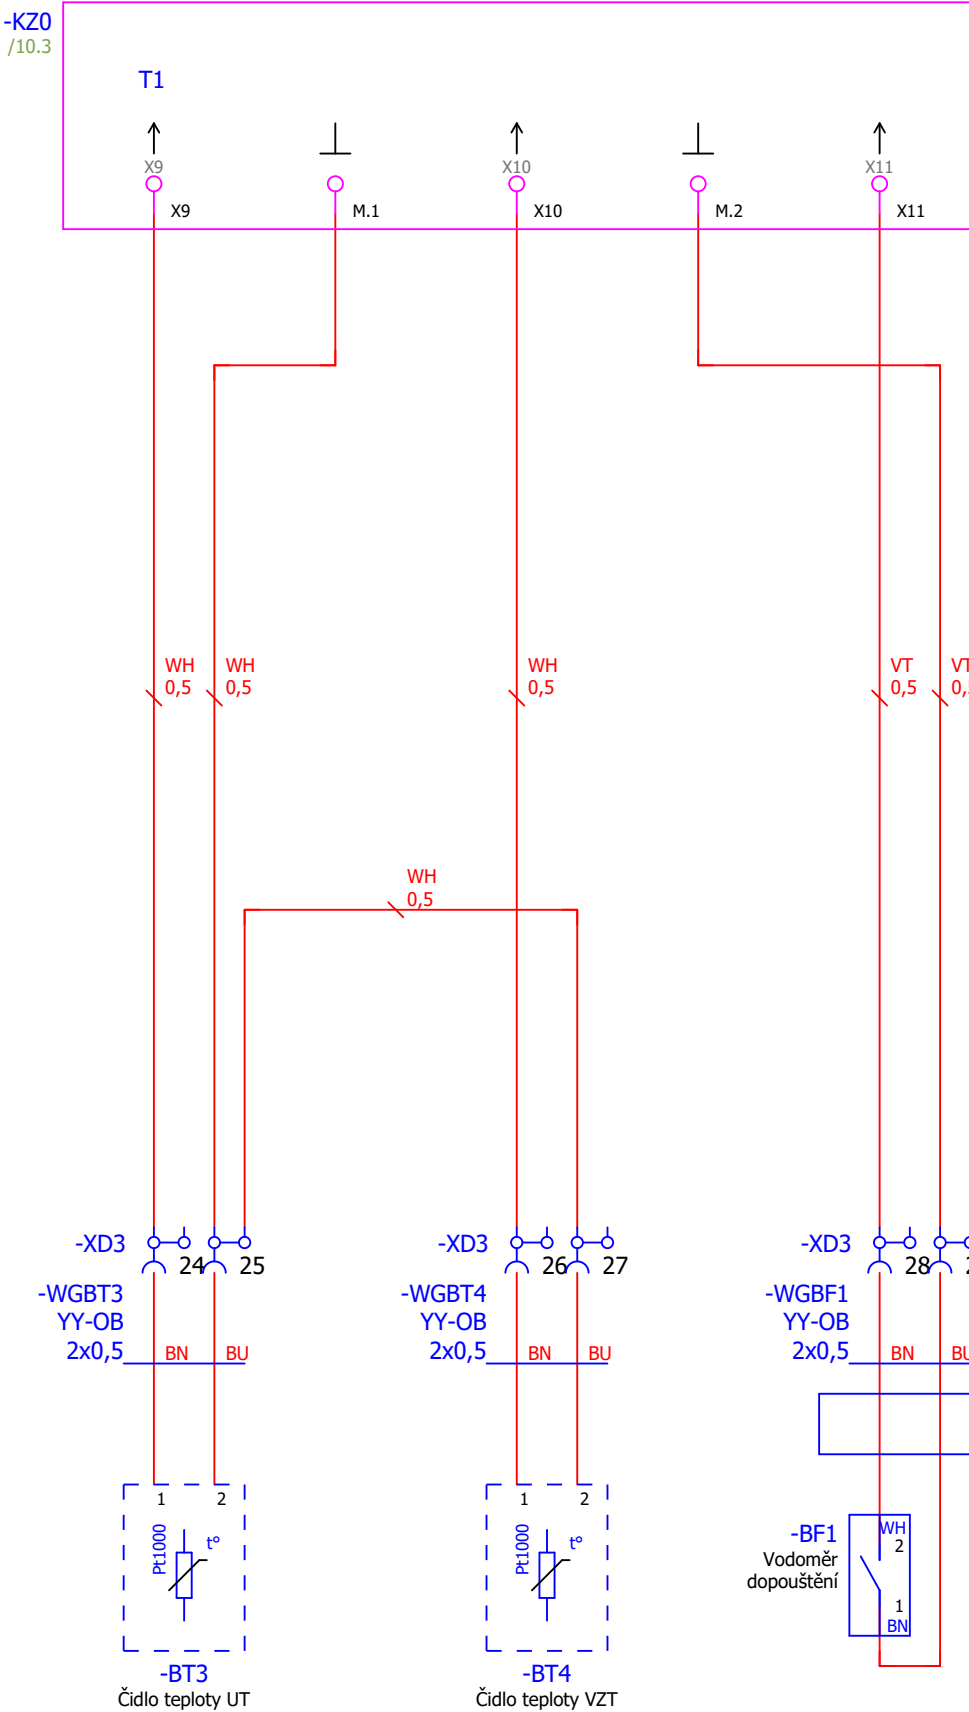 -KZ0
/10.3
T1
X9
X10
X11
X9
M.1
X10
M.2
X11
WH
0,5
WH
0,5
WH
0,5
VT
0,5
VT
WH
0,5
-XD3
24
25
-XD3
26
27
-XD3
28
-WGBT3
YY-OB
2x0,5
BN
BU
-WGBT4
YY-OB
2x0,5
BN
BU
-WGBF1
YY-OB
2x0,5
BN
1
2
Pt1000
t°
-BT3
Čidlo teploty UT
1
2
Pt1000
t°
-BT4
Čidlo teploty VZT
-BF1
Vodoměr
dopouštění
WH
2
1
BN